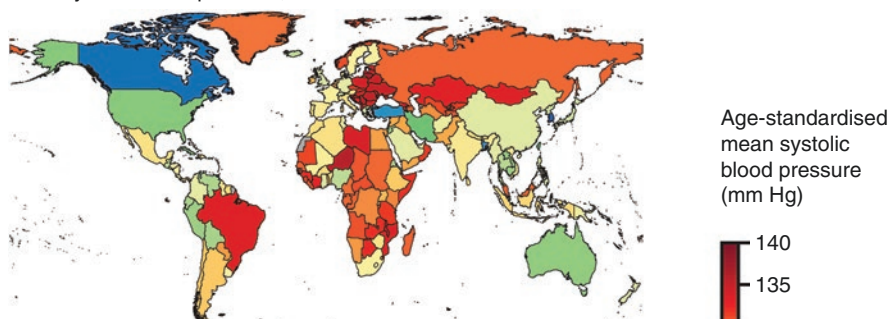 Age-standardised
mean systolic
blood pressure
(mm Hg)
140
135